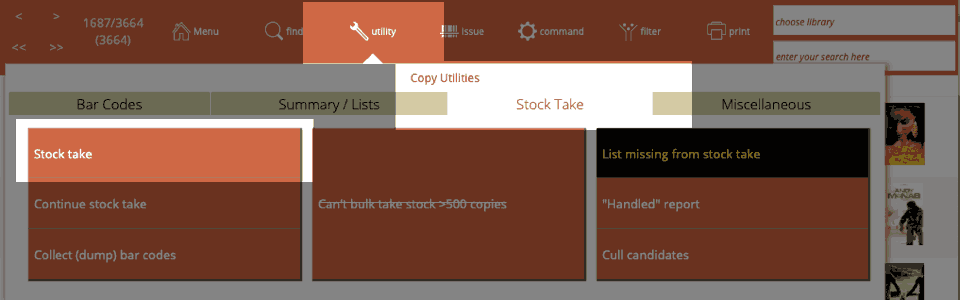 < > 1687/3664
(3664)
<< >>
Menu find utility Issue command filter print
choose library
enter your search here
Copy Utilities
Bar Codes Summary / Lists Stock Take Miscellaneous
Stock take
Continue stock take
Collect (dump) bar codes
Can't bulk take stock >500 copies
List missing from stock take
"Handled" report
Cull candidates
ANDY
McNAB